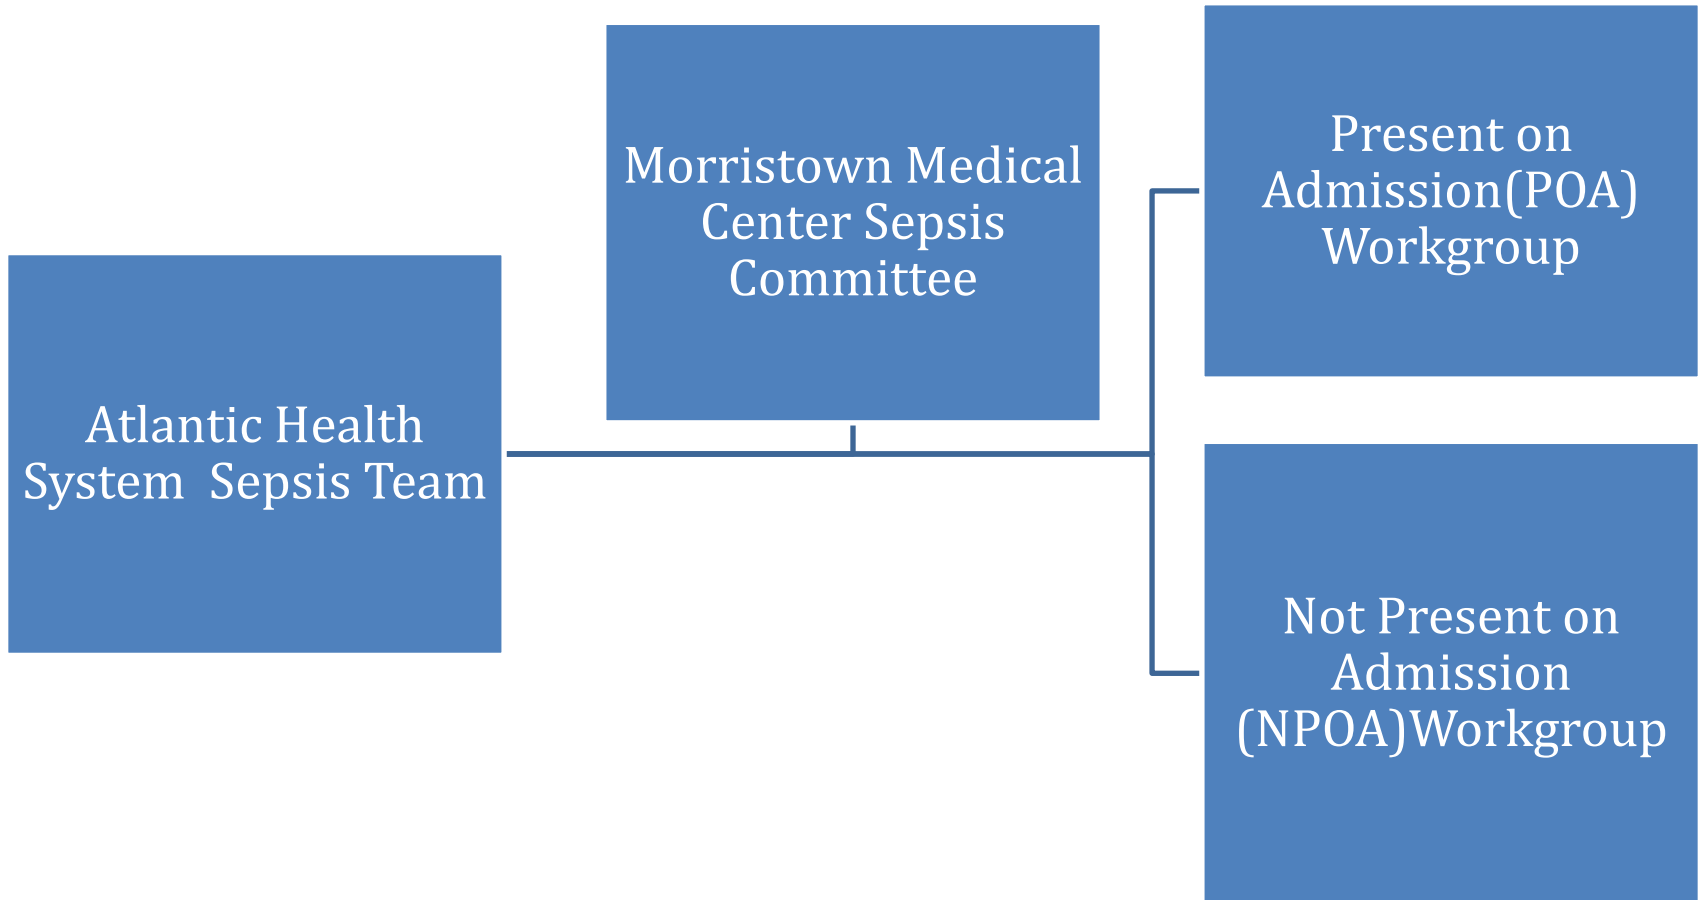 Atlantic Health
System  Sepsis Team
Morristown Medical
Center Sepsis
Committee
Present on
Admission(POA)
Workgroup
Not Present on
Admission
(NPOA)Workgroup